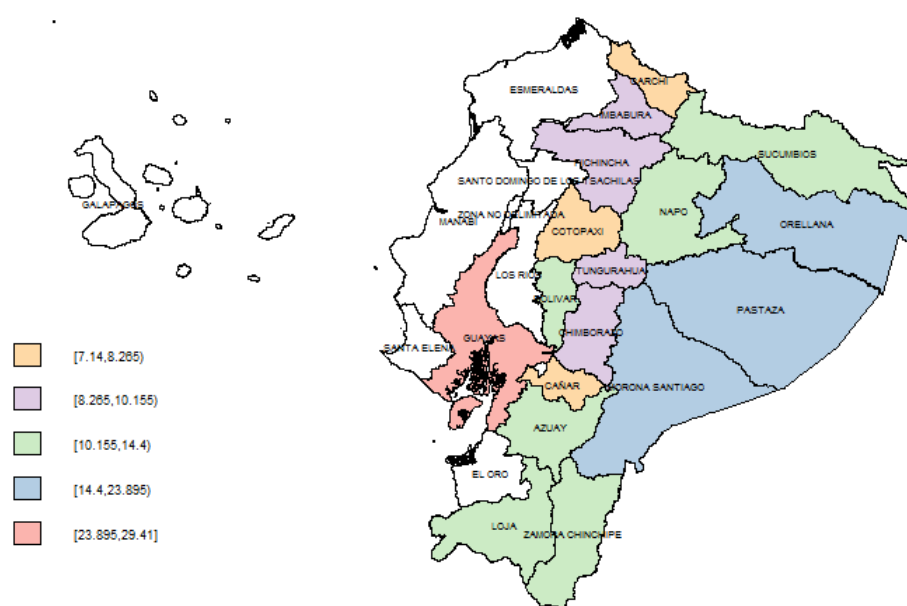 CARCHI
ESMERALDAS
IMBABURA
SUCUMBIOS
PICHINCHA
SANTO DOMINGO DE LOS TSACHILAS
GALAPAGOS
NAPO
ZONA NO DELIMITADA
MANABI
ORELLANA
COTOPAXI
LOS RIOS
TUNGURAHUA
BOLIVAR
PASTAZA
CHIMBORAZO
GUAYAS
SANTA ELENA
[7.14,8.265)
CAÑAR
MORONA SANTIAGO
[8.265,10.155)
AZUAY
[10.155,14.4)
EL ORO
[14.4,23.895)
LOJA
ZAMORA CHINCHIPE
[23.895,29.41]